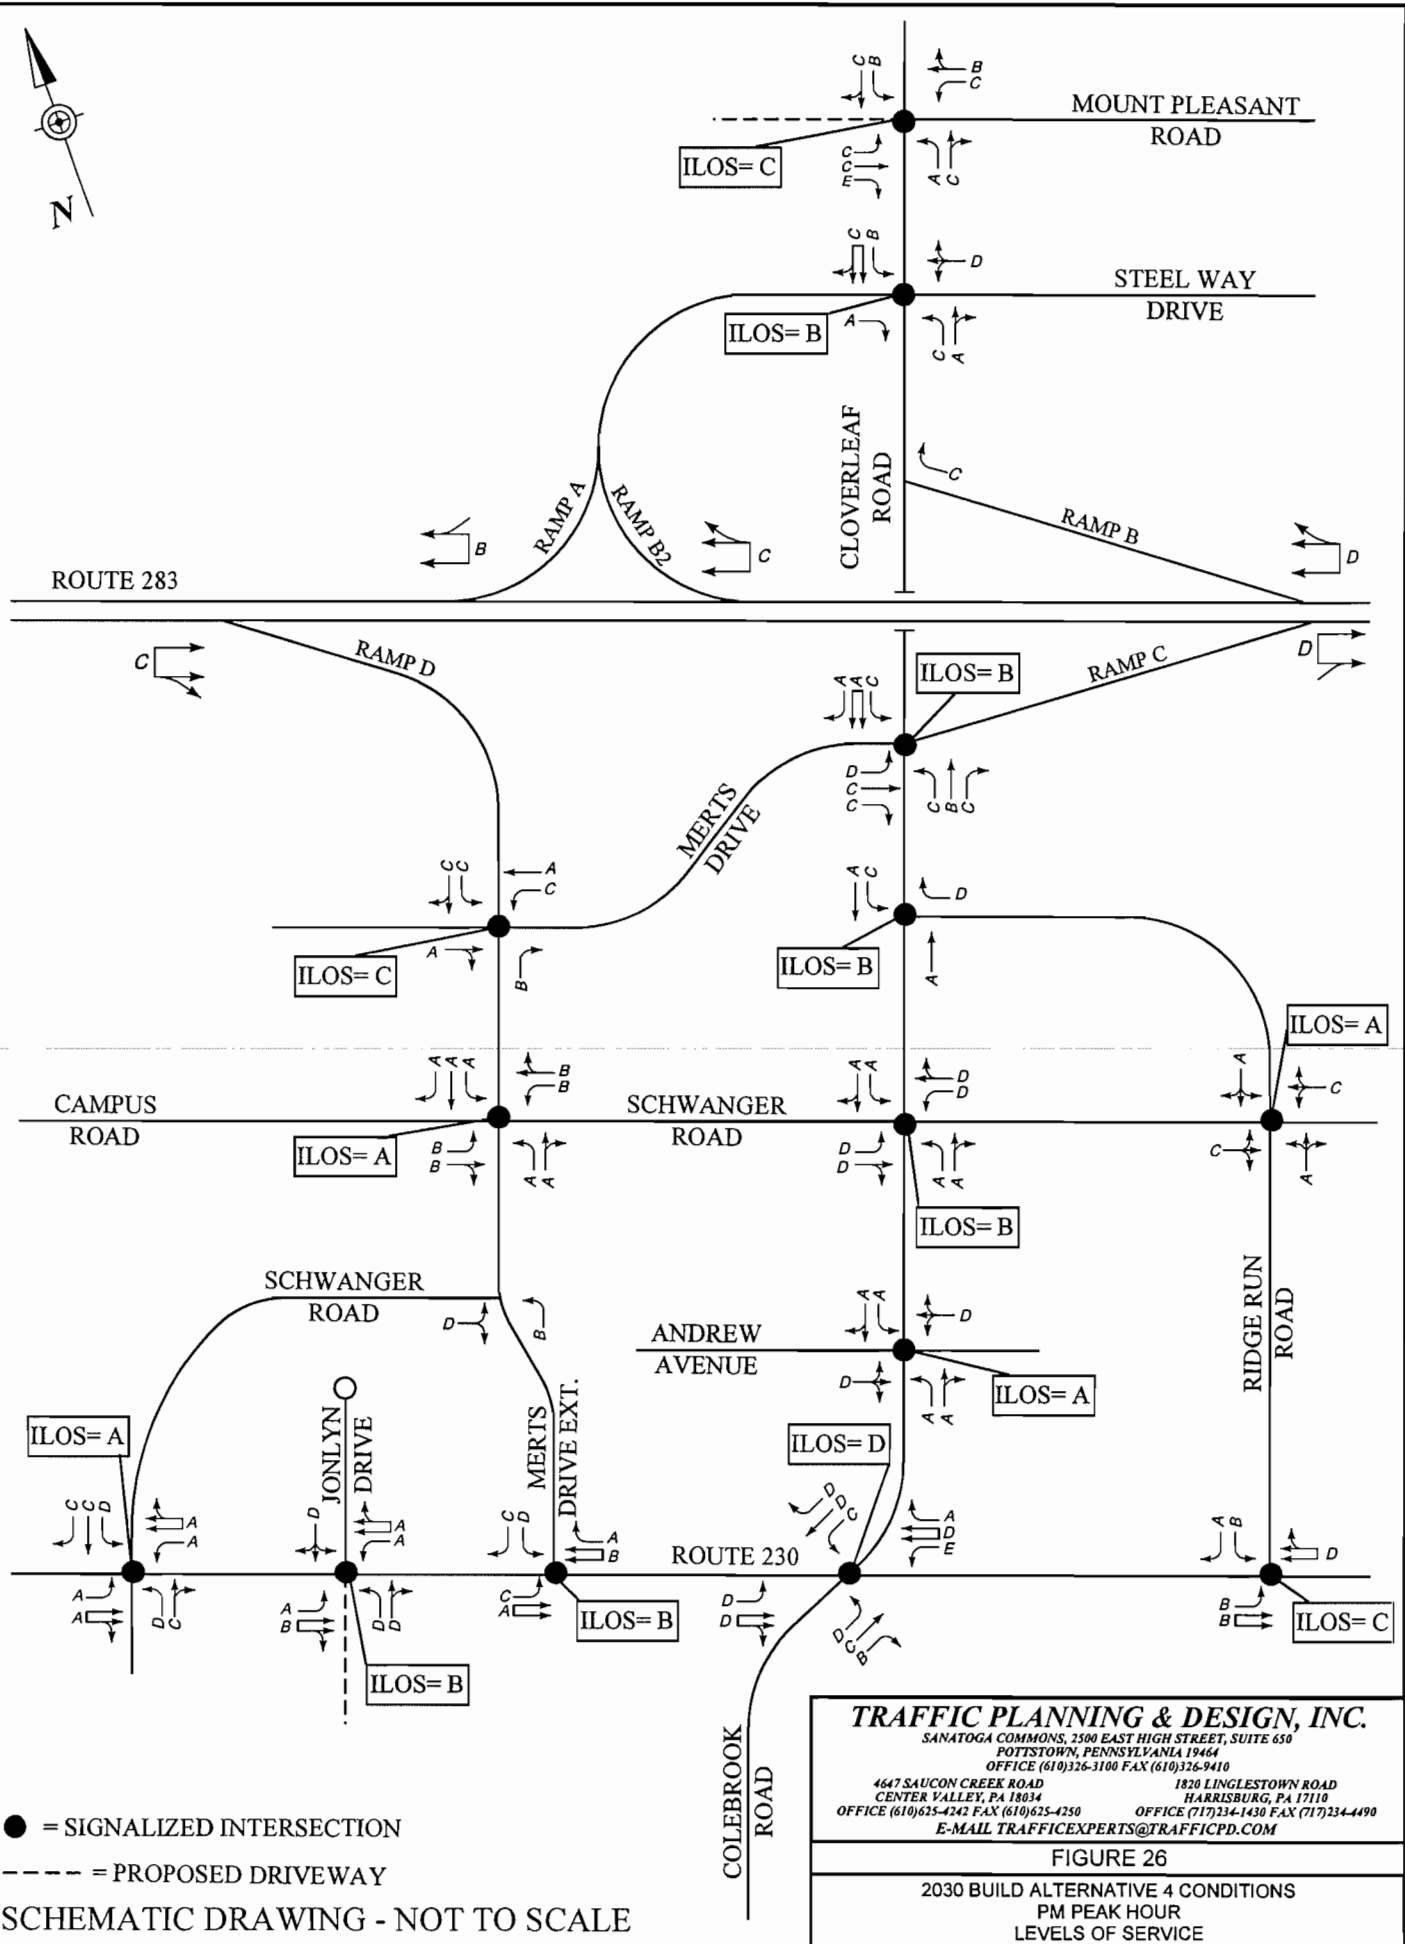 C B
B
C
MOUNT PLEASANT
ROAD
ILOS= C
C
C
E
A C
C B
D
STEEL WAY
DRIVE
ILOS= B
A
C A
CLOVERLEAF
ROAD
C
RAMP A
RAMP B2
RAMP B
B
C
D
ROUTE 283
C
RAMP D
D
RAMP C
ILOS= B
A A C
D
C
C
C B C
MERTS
DRIVE
C C
A
C
A C
D
ILOS= C
A
B
ILOS= B
A
ILOS= A
A A A
B
B
A A
D
D
A
C
CAMPUS
ROAD
SCHWANGER
ROAD
ILOS= A
B
B
A A
D
D
A A
C
A
ILOS= B
SCHWANGER
ROAD
D
B
A A
D
ANDREW
AVENUE
D
A A
ILOS= A
RIDGE RUN
ROAD
ILOS= A
JONLYN
DRIVE
MERTS
DRIVE EXT.
ILOS= D
C C D
A
A
D
A
A
C D
A
B
ROUTE 230
D D C
A
D
E
A B
D
A
A
D C
A
B
D D
C
A
ILOS= B
D
D
D C B
B
B
ILOS= C
ILOS= B
COLEBROOK
ROAD
N
● = SIGNALIZED INTERSECTION
---- = PROPOSED DRIVEWAY
SCHEMATIC DRAWING - NOT TO SCALE
TRAFFIC PLANNING & DESIGN, INC.
SANATOGA COMMONS, 2500 EAST HIGH STREET, SUITE 650
POTTSTOWN, PENNSYLVANIA 19464
OFFICE (610)326-3100 FAX (610)326-9410
4647 SAUCON CREEK ROAD
CENTER VALLEY, PA 18034
OFFICE (610)625-4242 FAX (610)625-4250
1820 LINGLESTOWN ROAD
HARRISBURG, PA 17110
OFFICE (717)234-1430 FAX (717)234-4490
E-MAIL TRAFFICEXPERTS@TRAFFICPD.COM
FIGURE 26
2030 BUILD ALTERNATIVE 4 CONDITIONS
PM PEAK HOUR
LEVELS OF SERVICE